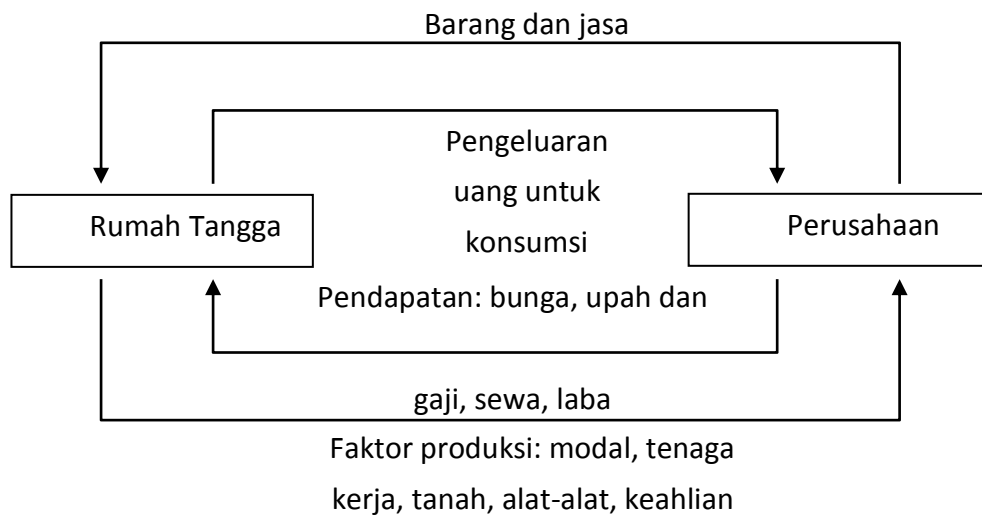 Barang dan jasa
Pengeluaran
uang untuk
konsumsi
Rumah Tangga
Perusahaan
Pendapatan: bunga, upah dan
gaji, sewa, laba
Faktor produksi: modal, tenaga
kerja, tanah, alat-alat, keahlian